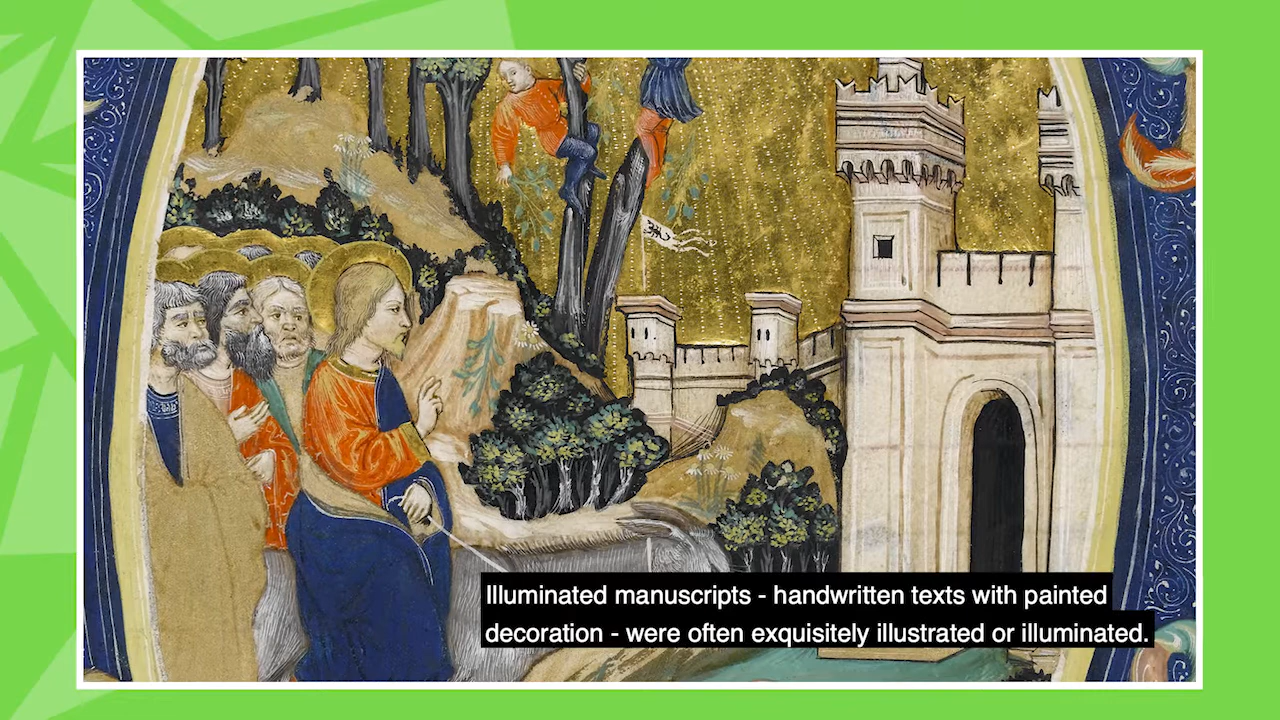 Illuminated manuscripts - handwritten texts with painted
decoration - were often exquisitely illustrated or illuminated.